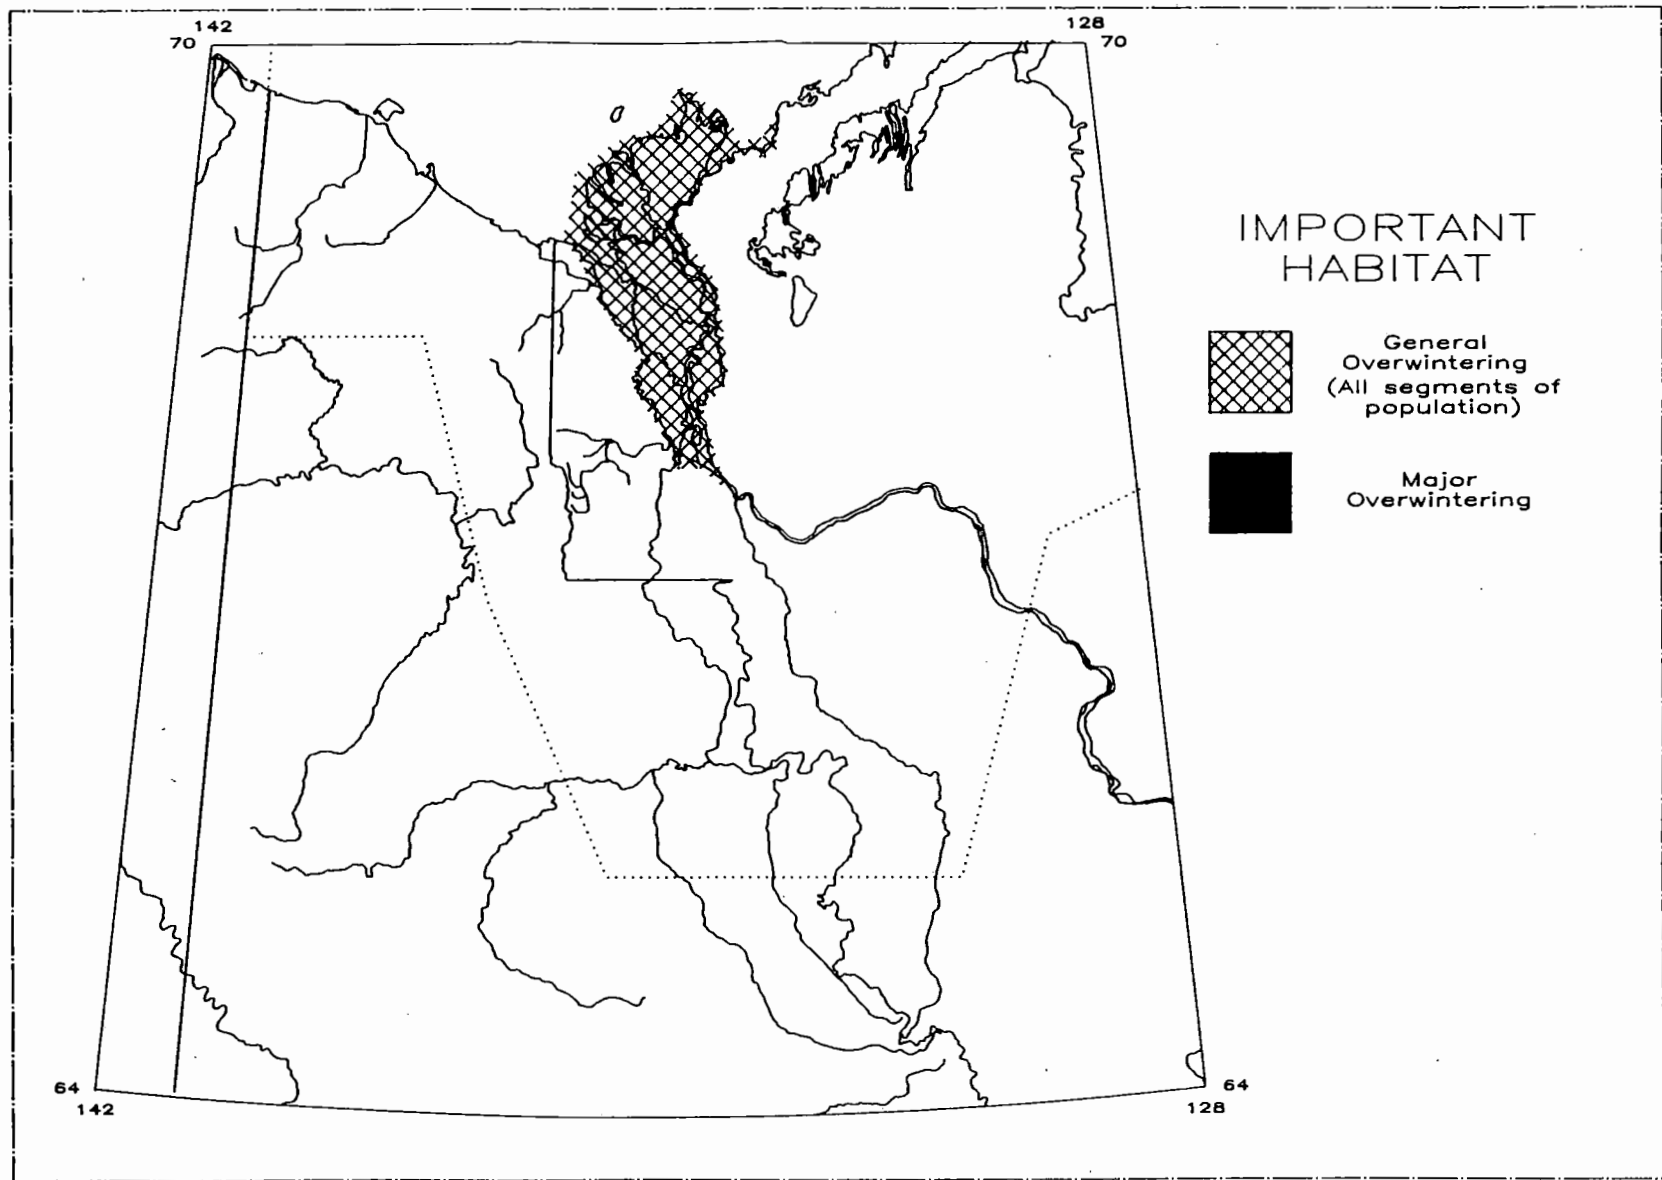 142
128
70
70
IMPORTANT
HABITAT
General
Overwintering
(All segments of
population)
Major
Overwintering
64
64
142
128